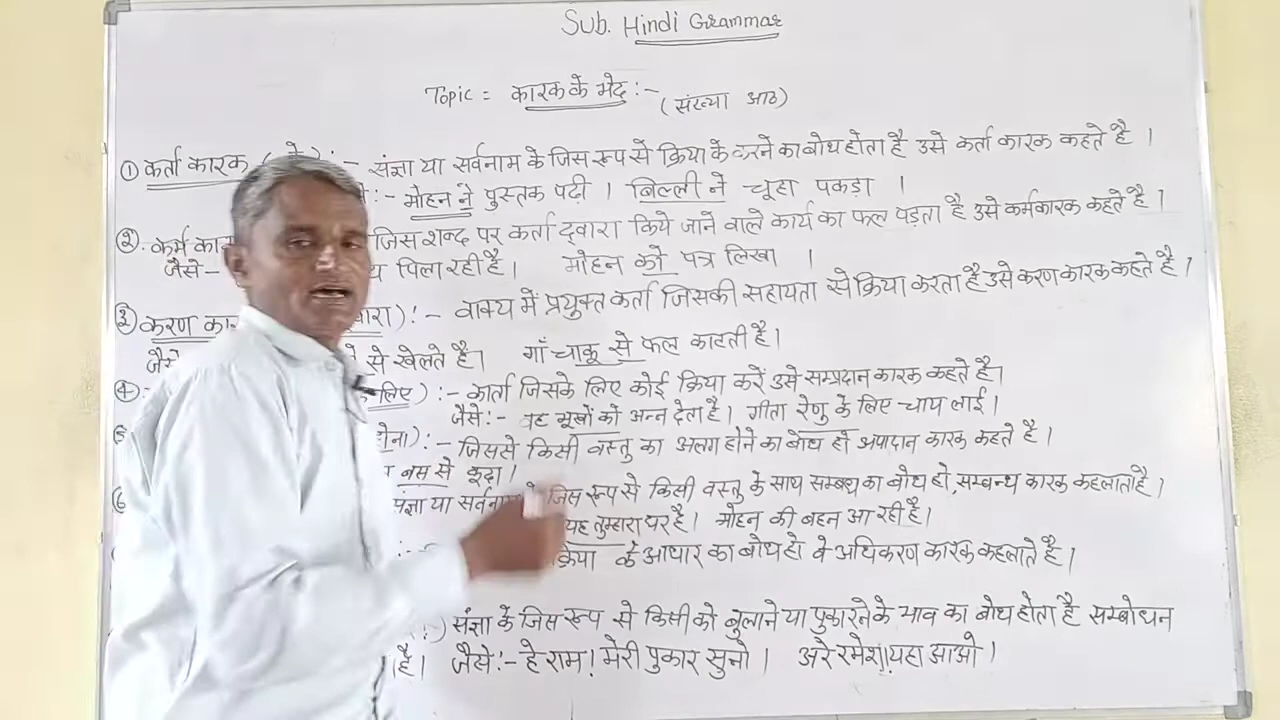 Sub. Hindi Grammar
Topic = कारक के भेद :- (संख्या आठ)
① कर्ता कारक :- संज्ञा या सर्वनाम के जिस रूप से क्रिया के करने का बोध होता है उसे कर्ता कारक कहते है ।
:- मोहन ने पुस्तक पढ़ी । बिल्ली ने चूहा पकड़ा ।
②. कर्म का जिस शब्द पर कर्ता द्वारा किये जाने वाले कार्य का फल पड़ता है उसे कर्मकारक कहते है ।
जैसे- य पिला रही है । मोहन को पत्र लिखा ।
③ करण का वारा) :- वाक्य में प्रयुक्त कर्ता जिसकी सहायता से क्रिया करता है उसे करण कारक कहते है ।
जैसे से खेलते है। गाँ चाकू से फल काटती है।
④ लिए) :- कर्ता जिसके लिए कोई क्रिया करें उसे सम्प्रदान कारक कहते है।
जैसे :- वह भूखों को अन्न देता है। गीता रेणु के लिए चाय लाई।
होना) :- जिससे किसी वस्तु का अलग होने का बोध हो अपादान कारक कहते है ।
बस से कूदा ।
⑥ संज्ञा या सर्वनाम के जिस रूप से किसी वस्तु के साथ सम्बन्ध का बोध हो, सम्बन्ध कारक कहलाता है ।
यह तुम्हारा घर है। मोहन की बहन आ रही है।
क्रिया के आधार का बोध हो वे अधिकरण कारक कहलाते है ।
) संज्ञा के जिस रूप से किसी को बुलाने या पुकारने के भाव का बोध होता है सम्बोधन
है। जैसे :- हे राम ! मेरी पुकार सुनो । अरे रमेश ! यहा आओ ।